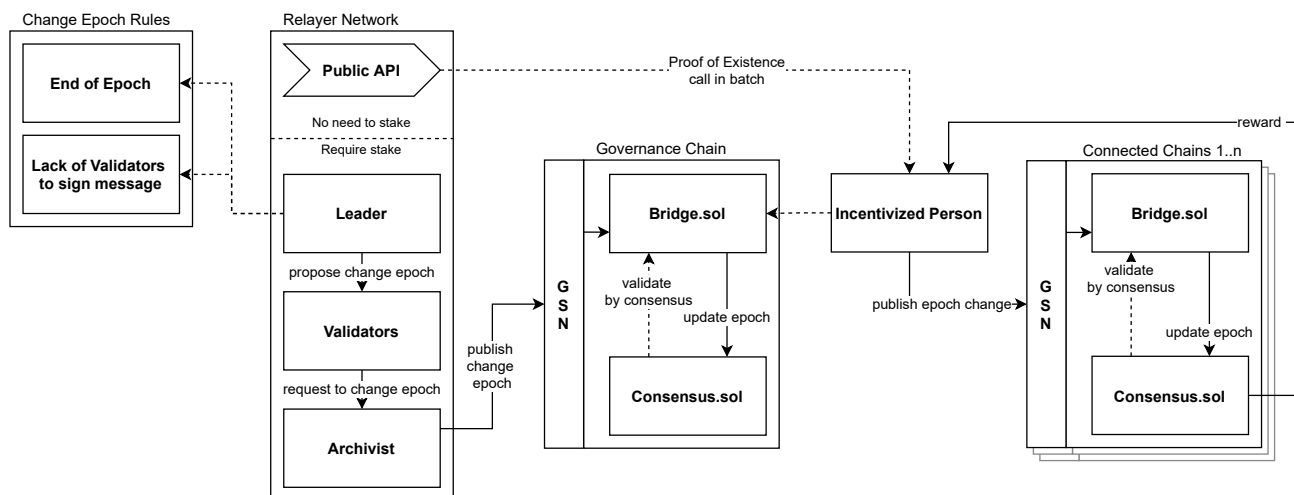 Change Epoch Rules
End of Epoch
Lack of Validators
to sign message
Relayer Network
Public API
No need to stake
Require stake
Leader
propose change epoch
Validators
request to change epoch
Archivist
publish
change
epoch
Proof of Existence
call in batch
Governance Chain
G
S
N
Bridge.sol
validate
by consensus
update epoch
Consensus.sol
Incentivized Person
publish epoch change
reward
Connected Chains 1..n
G
S
N
Bridge.sol
validate
by consensus
update epoch
Consensus.sol